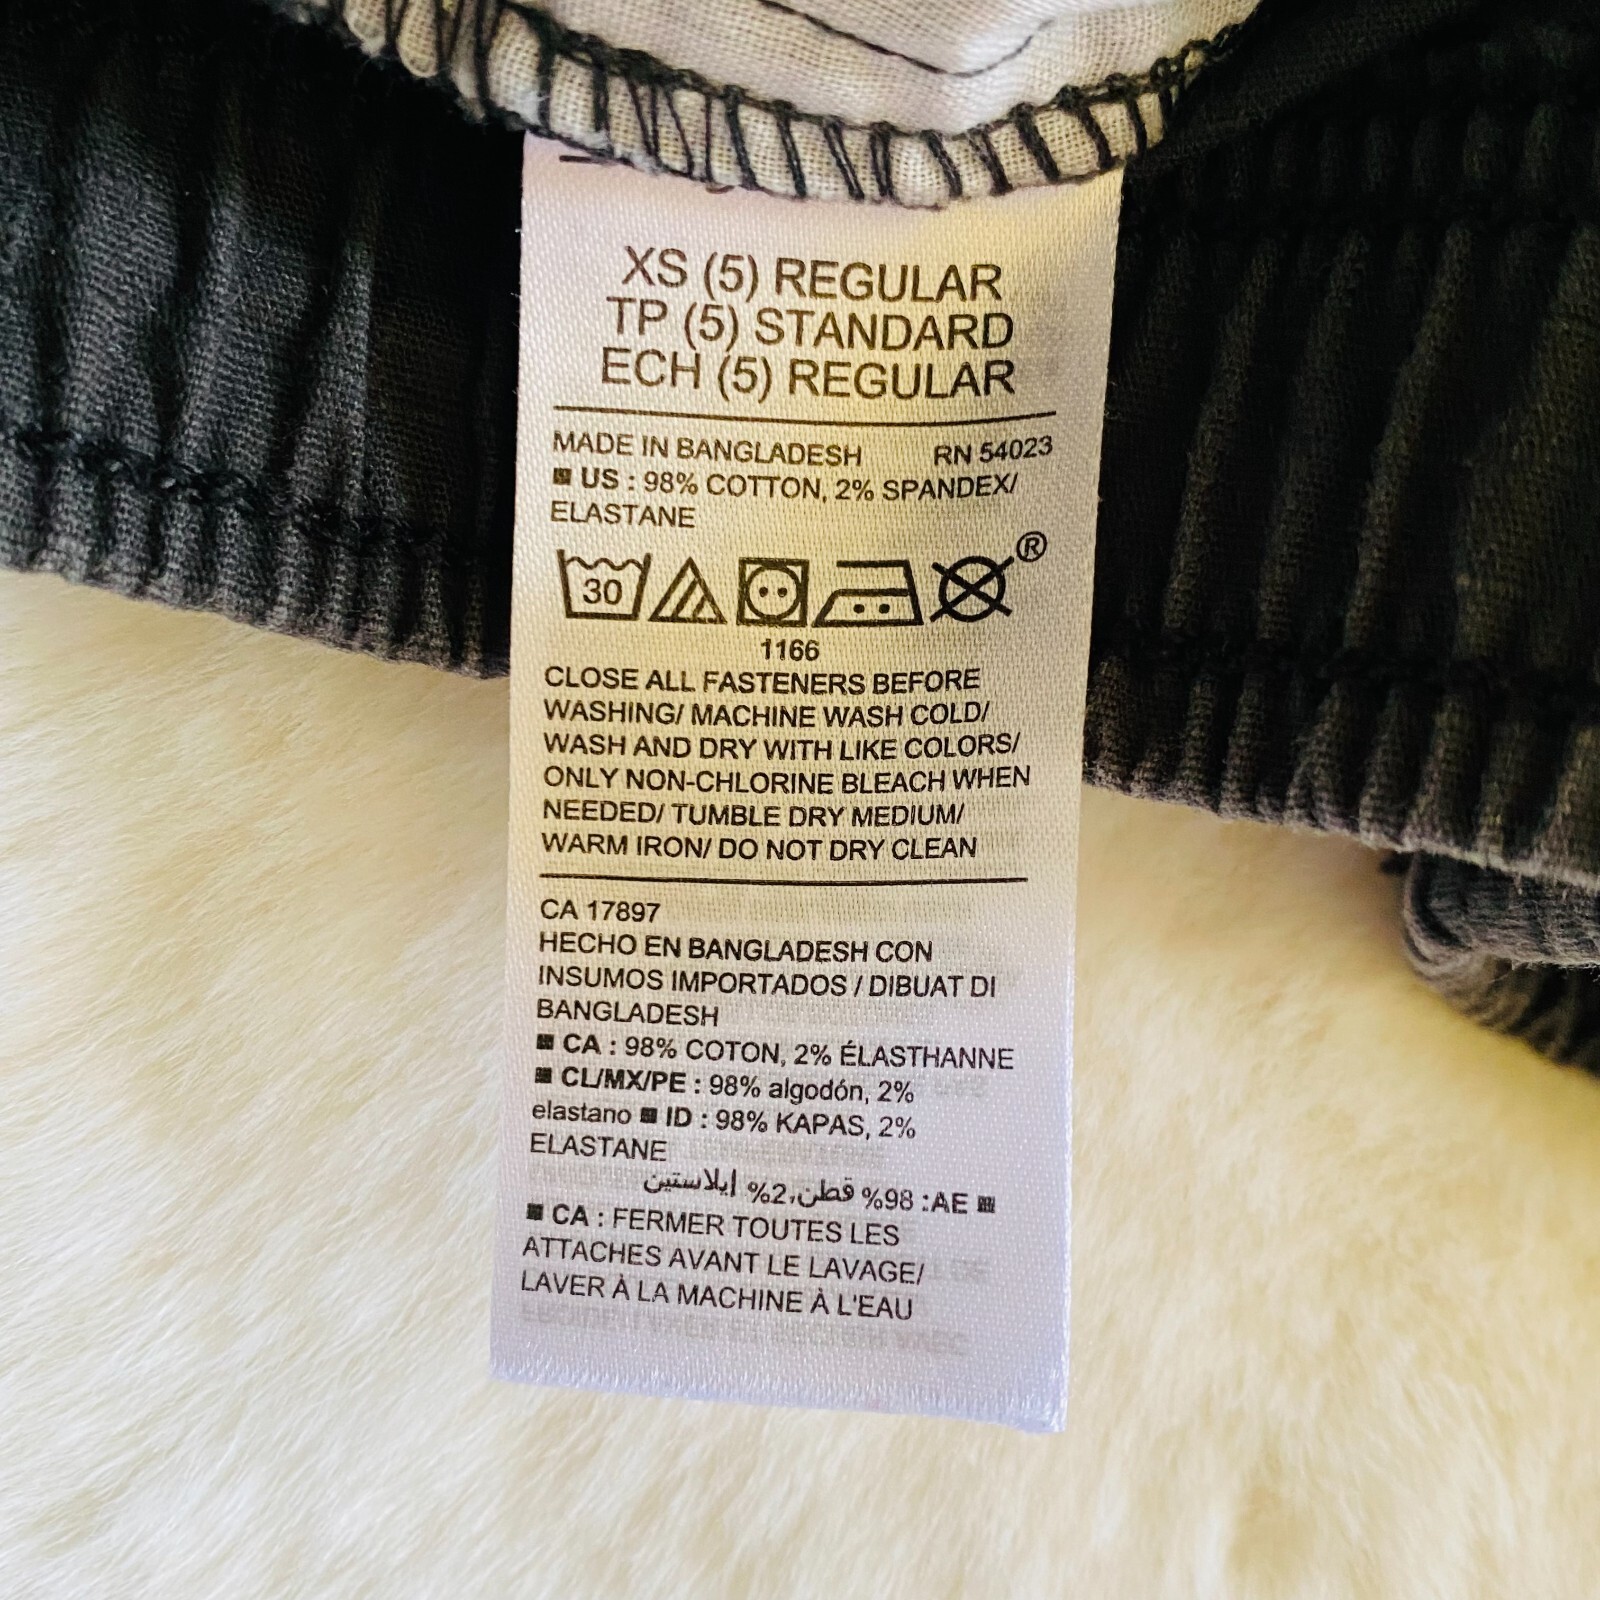 XS (5) REGULAR
TP (5) STANDARD
ECH (5) REGULAR
MADE IN BANGLADESH RN 54023
US : 98% COTTON, 2% SPANDEX/
ELASTANE
30 ®
1166
CLOSE ALL FASTENERS BEFORE
WASHING/ MACHINE WASH COLD/
WASH AND DRY WITH LIKE COLORS/
ONLY NON-CHLORINE BLEACH WHEN
NEEDED/ TUMBLE DRY MEDIUM/
WARM IRON/ DO NOT DRY CLEAN
CA 17897
HECHO EN BANGLADESH CON
INSUMOS IMPORTADOS / DIBUAT DI
BANGLADESH
CA : 98% COTON, 2% ÉLASTHANNE
CL/MX/PE : 98% algodón, 2%
elastano ■ ID : 98% KAPAS, 2%
ELASTANE
AE: 98% قطن, 2% إيلاستين
CA : FERMER TOUTES LES
ATTACHES AVANT LE LAVAGE/
LAVER À LA MACHINE À L'EAU